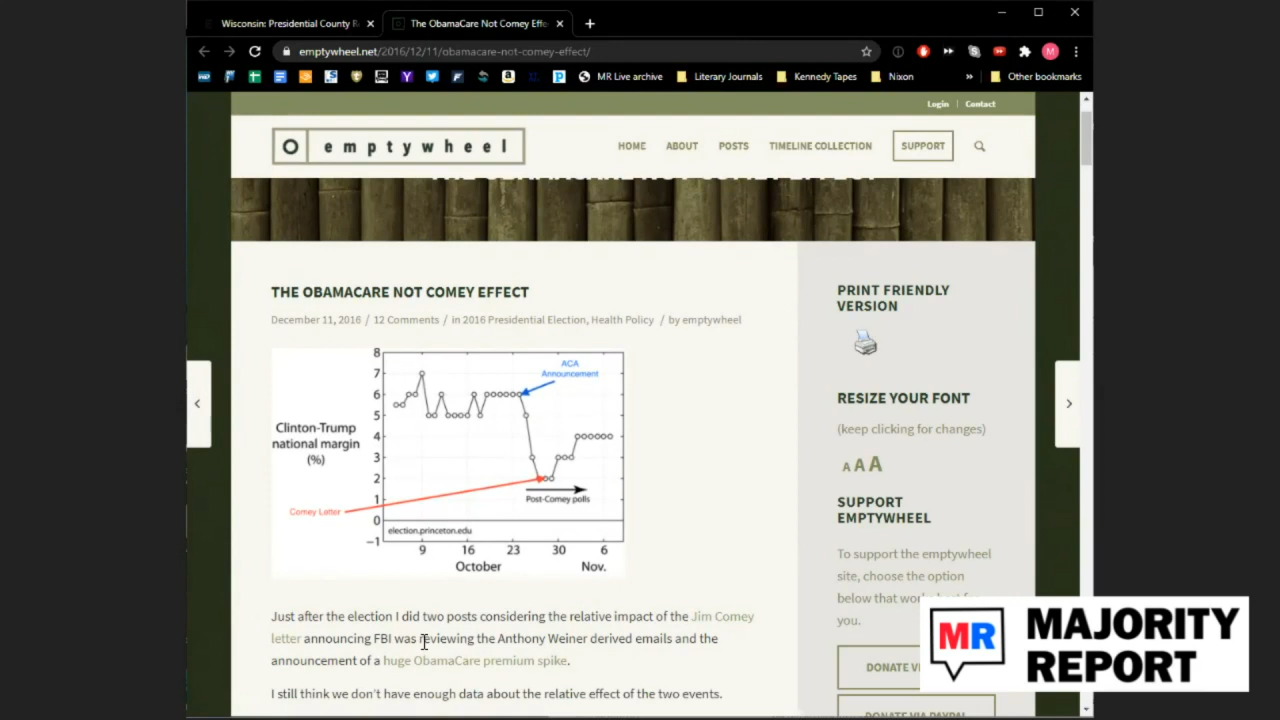 Wisconsin: Presidential County R
The ObamaCare Not Comey Effe
emptywheel.net/2016/12/11/obamacare-not-comey-effect/
M
MR Live archive
Literary Journals
Kennedy Tapes
Nixon
»
Other bookmarks
Login | Contact
emptywheel
HOME
ABOUT
POSTS
TIMELINE COLLECTION
SUPPORT
THE OBAMACARE NOT COMEY EFFECT
December 11, 2016 / 12 Comments / in 2016 Presidential Election, Health Policy / by emptywheel
8
7
6
5
4
3
2
1
0
−1
Clinton-Trump
national margin
(%)
ACA
Announcement
Comey Letter
Post-Comey polls
election.princeton.edu
9 16 23 30 6
October Nov.
Just after the election I did two posts considering the relative impact of the Jim Comey
letter announcing FBI was reviewing the Anthony Weiner derived emails and the
announcement of a huge ObamaCare premium spike.
I still think we don't have enough data about the relative effect of the two events.
PRINT FRIENDLY
VERSION
RESIZE YOUR FONT
(keep clicking for changes)
A A A
SUPPORT
EMPTYWHEEL
To support the emptywheel
site, choose the option
below that
you.
DONATE
MR
MAJORITY
REPORT